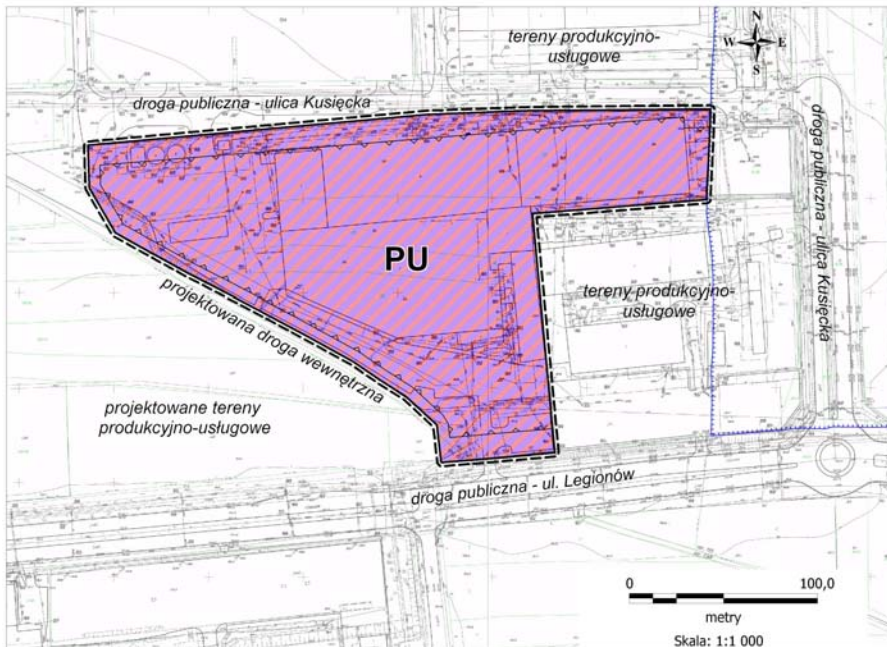 tereny produkcyjno-
usługowe
N
W E
S
droga publiczna - ulica Kusięcka
droga publiczna - ulica Kusięcka
PU
tereny produkcyjno-
usługowe
projektowana droga wewnętrzna
projektowane tereny
produkcyjno-usługowe
droga publiczna - ul. Legionów
0 100,0
metry
Skala: 1:1 000